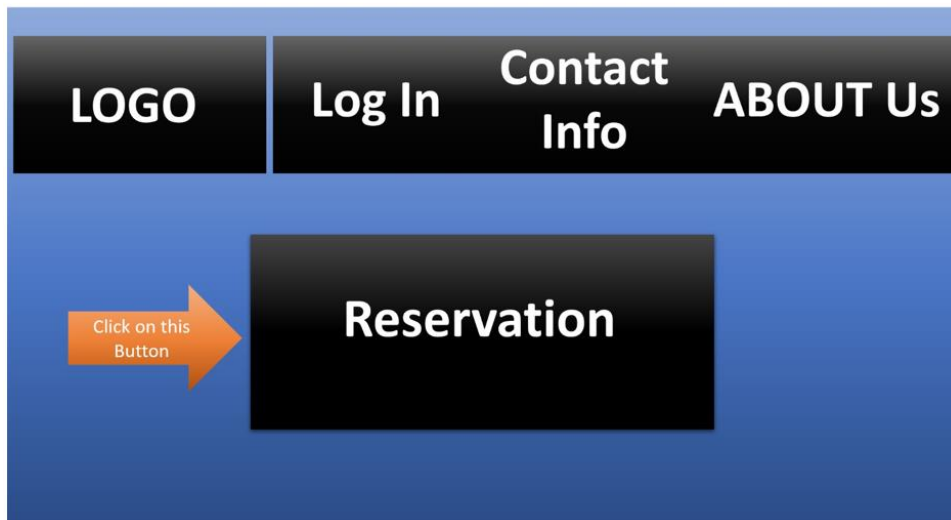 LOGO
Log In
Contact
Info
ABOUT Us
Reservation
Click on this
Button